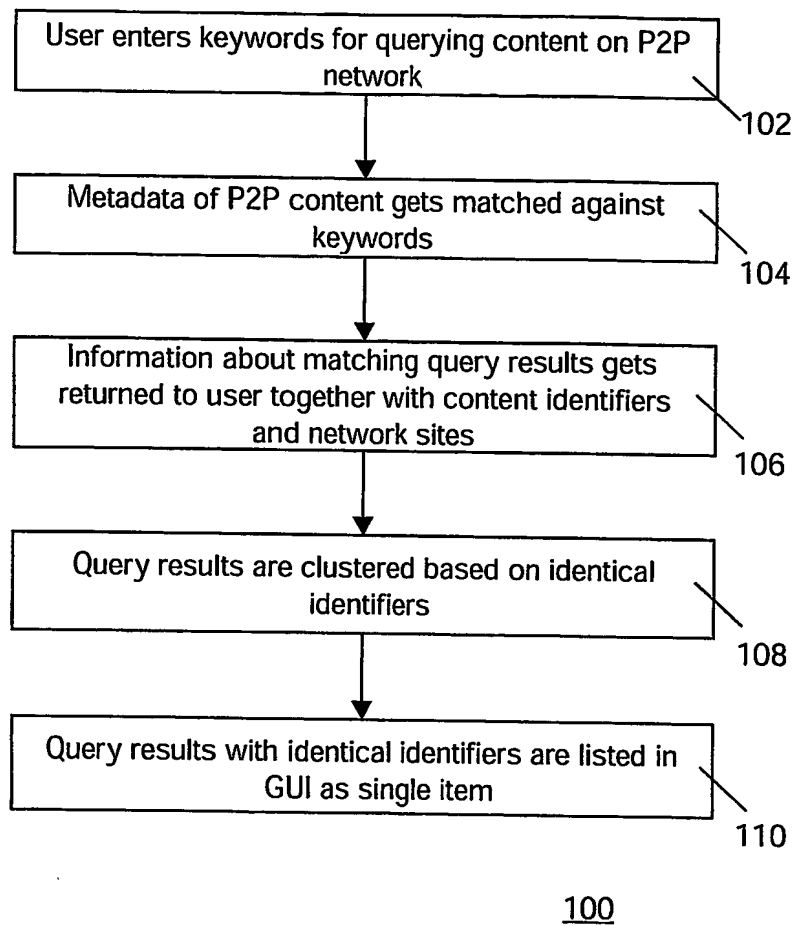 User enters keywords for querying content on P2P
network
102
Metadata of P2P content gets matched against
keywords
104
Information about matching query results gets
returned to user together with content identifiers
and network sites
106
Query results are clustered based on identical
identifiers
108
Query results with identical identifiers are listed in
GUI as single item
110
100